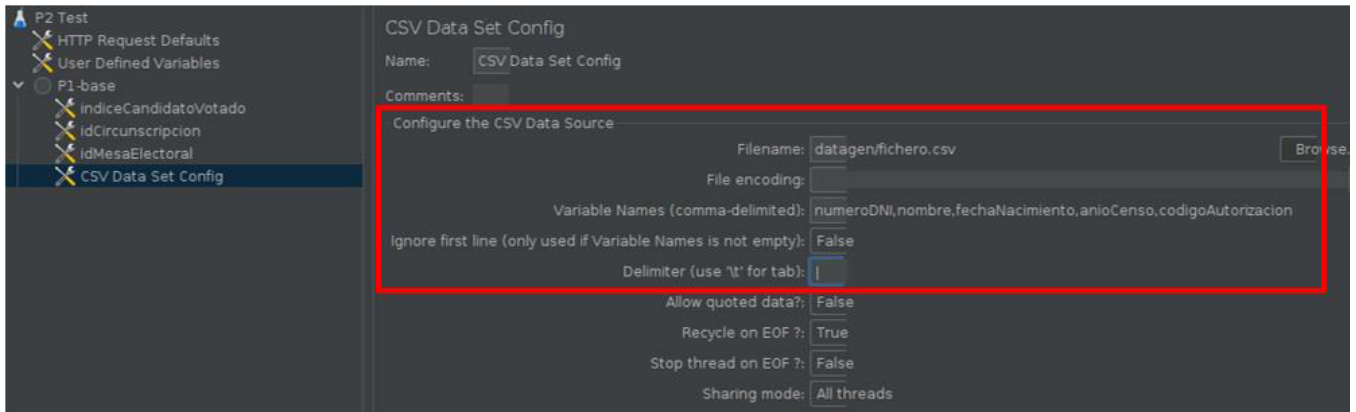 P2 Test
HTTP Request Defaults
User Defined Variables
P1-base
indiceCandidatoVotado
idCircunscripcion
idMesaElectoral
CSV Data Set Config
CSV Data Set Config
Name: CSV Data Set Config
Comments:
Configure the CSV Data Source
Filename: datagen/fichero.csv Browse.
File encoding:
Variable Names (comma-delimited): numeroDNI,nombre,fechaNacimiento,anioCenso,codigoAutorizacion
Ignore first line (only used if Variable Names is not empty): False
Delimiter (use '\t' for tab): |
Allow quoted data?: False
Recycle on EOF ?: True
Stop thread on EOF ?: False
Sharing mode: All threads